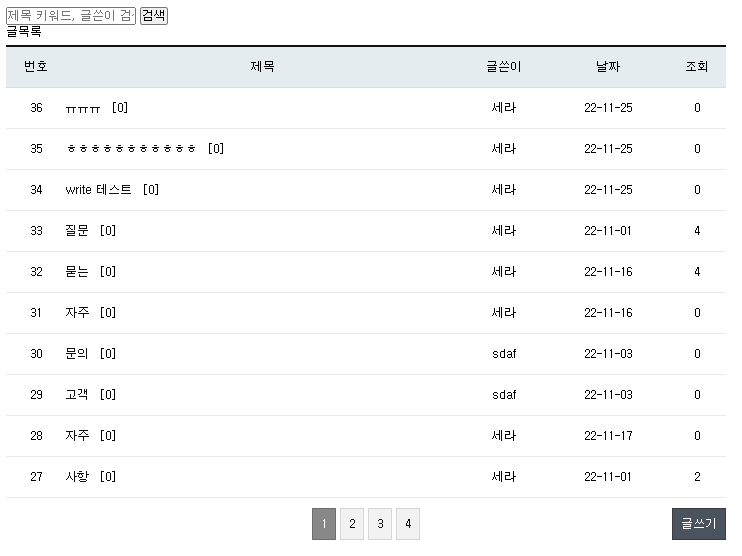 제목 키워드, 글쓴이 검 검색
글목록
번호 제목 글쓴이 날짜 조회
36 ㅠㅠㅠ [0] 세라 22-11-25 0
35 ㅎㅎㅎㅎㅎㅎㅎㅎㅎㅎㅎ [0] 세라 22-11-25 0
34 write 테스트 [0] 세라 22-11-25 0
33 질문 [0] 세라 22-11-01 4
32 묻는 [0] 세라 22-11-16 4
31 자주 [0] 세라 22-11-16 0
30 문의 [0] sdaf 22-11-03 0
29 고객 [0] sdaf 22-11-03 0
28 자주 [0] 세라 22-11-17 0
27 사항 [0] 세라 22-11-01 2
1 2 3 4 글쓰기